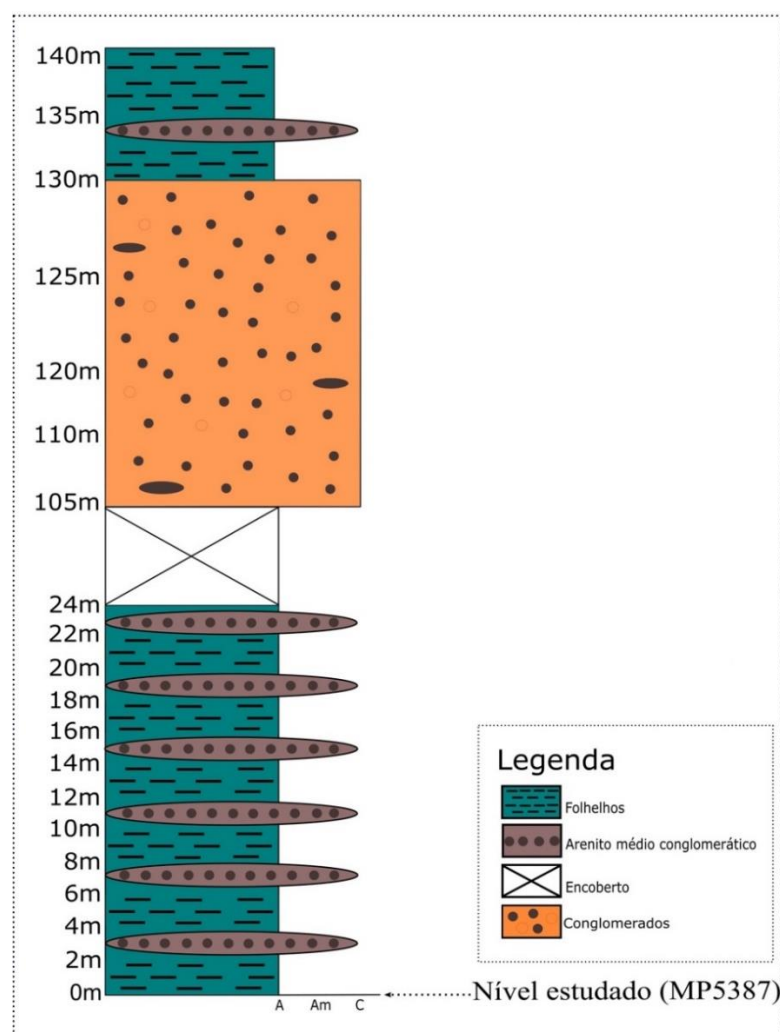 140m
135m
130m
125m
120m
110m
105m
24m
22m
20m
18m
16m
14m
12m
10m
8m
6m
4m
2m
0m
A Am C
Nível estudado (MP5387)
Legenda
Folhelhos
Arenito médio conglomerático
Encoberto
Conglomerados